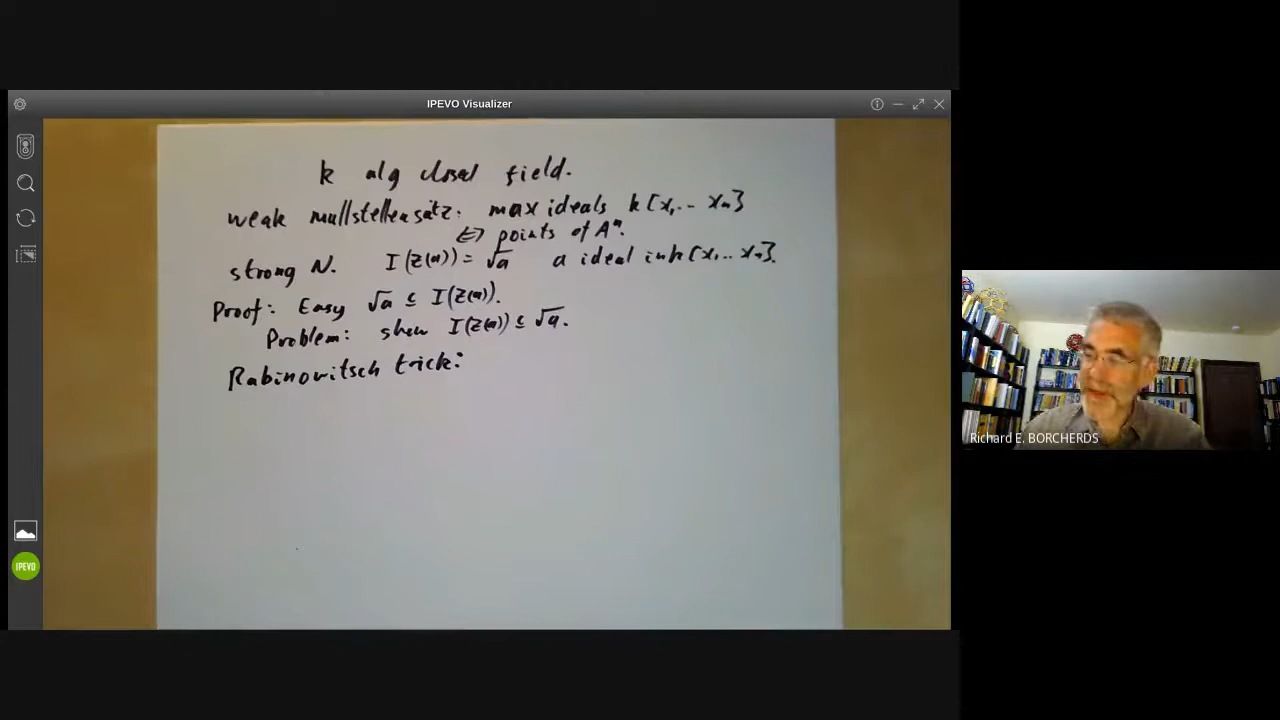 IPEVO Visualizer
k alg closed field.
weak nullstellensatz: max ideals k[x₁... xₙ]
⇔ points of Aⁿ.
strong N. I(Z(a)) = √a a ideal in k[x₁... xₙ].
Proof: Easy √a ⊆ I(Z(a)).
Problem: show I(Z(a)) ⊆ √a.
Rabinowitsch trick:
IPEVO
Richard E. BORCHERDS